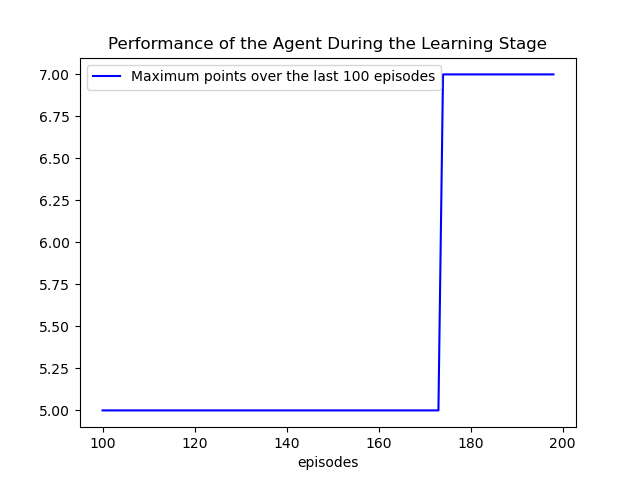 Performance of the Agent During the Learning Stage
Maximum points over the last 100 episodes
7.00
6.75
6.50
6.25
6.00
5.75
5.50
5.25
5.00
100 120 140 160 180 200
episodes